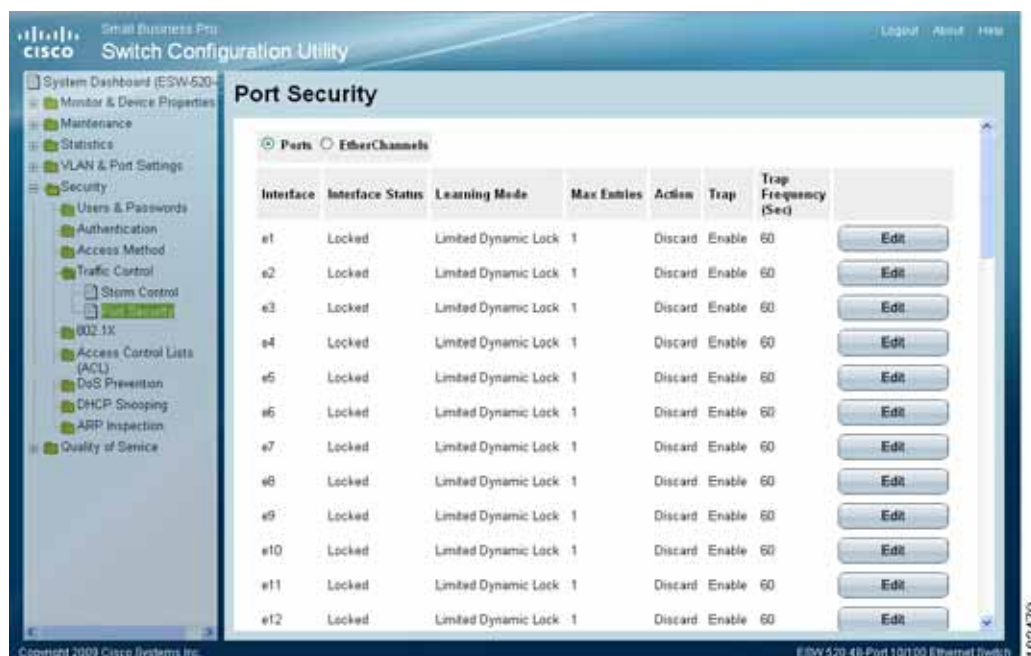 Small Business Pro
CISCO Switch Configuration Utility
Logout About Help
System Dashboard (ESW-520-
Monitor & Device Properties
Maintenance
Statistics
VLAN & Port Settings
Security
Users & Passwords
Authentication
Access Method
Traffic Control
Storm Control
Port Security
802.1X
Access Control Lists
(ACL)
DoS Prevention
DHCP Snooping
ARP Inspection
Quality of Service
Port Security
Ports EtherChannels
Interface Interface Status Learning Mode Max Entries Action Trap Trap Frequency (Sec)
e1 Locked Limited Dynamic Lock 1 Discard Enable 60 Edit
e2 Locked Limited Dynamic Lock 1 Discard Enable 60 Edit
e3 Locked Limited Dynamic Lock 1 Discard Enable 60 Edit
e4 Locked Limited Dynamic Lock 1 Discard Enable 60 Edit
e5 Locked Limited Dynamic Lock 1 Discard Enable 60 Edit
e6 Locked Limited Dynamic Lock 1 Discard Enable 60 Edit
e7 Locked Limited Dynamic Lock 1 Discard Enable 60 Edit
e8 Locked Limited Dynamic Lock 1 Discard Enable 60 Edit
e9 Locked Limited Dynamic Lock 1 Discard Enable 60 Edit
e10 Locked Limited Dynamic Lock 1 Discard Enable 60 Edit
e11 Locked Limited Dynamic Lock 1 Discard Enable 60 Edit
e12 Locked Limited Dynamic Lock 1 Discard Enable 60 Edit
Copyright 2009 Cisco Systems Inc.
ESW 520 48-Port 10/100 Ethernet Switch